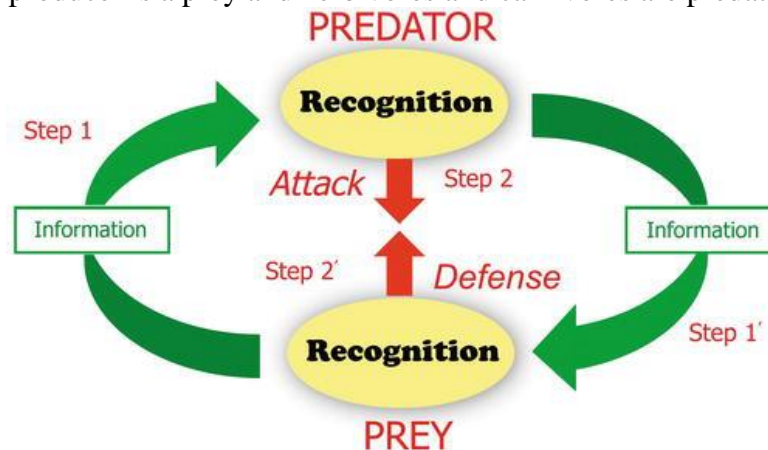 PREDATOR
Recognition
Step 1
Attack
Step 2
Information
Information
Step 2′
Defense
Step 1′
Recognition
PREY